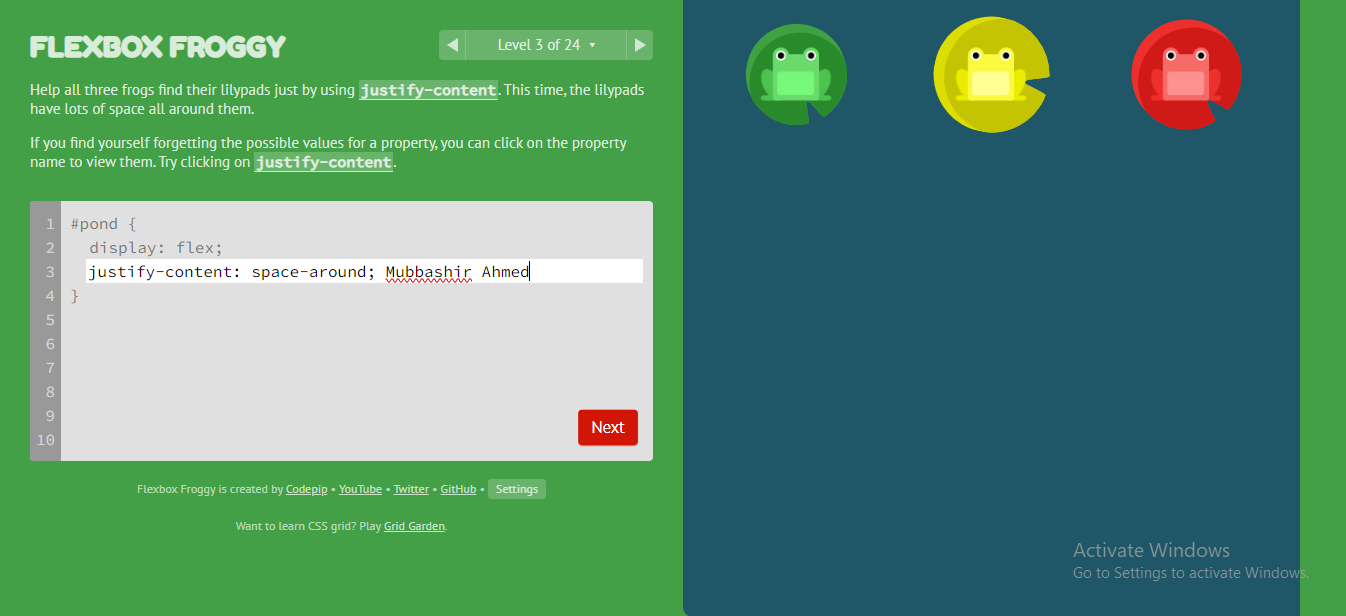 FLEXBOX FROGGY
◀ Level 3 of 24 ▾ ▶
Help all three frogs find their lilypads just by using justify-content. This time, the lilypads
have lots of space all around them.
If you find yourself forgetting the possible values for a property, you can click on the property
name to view them. Try clicking on justify-content.
1 #pond {
2 display: flex;
3 justify-content: space-around; Mubbashir Ahmed
4 }
5
6
7
8
9
10
Next
Flexbox Froggy is created by Codepip • YouTube • Twitter • GitHub • Settings
Want to learn CSS grid? Play Grid Garden.
Activate Windows
Go to Settings to activate Windows.